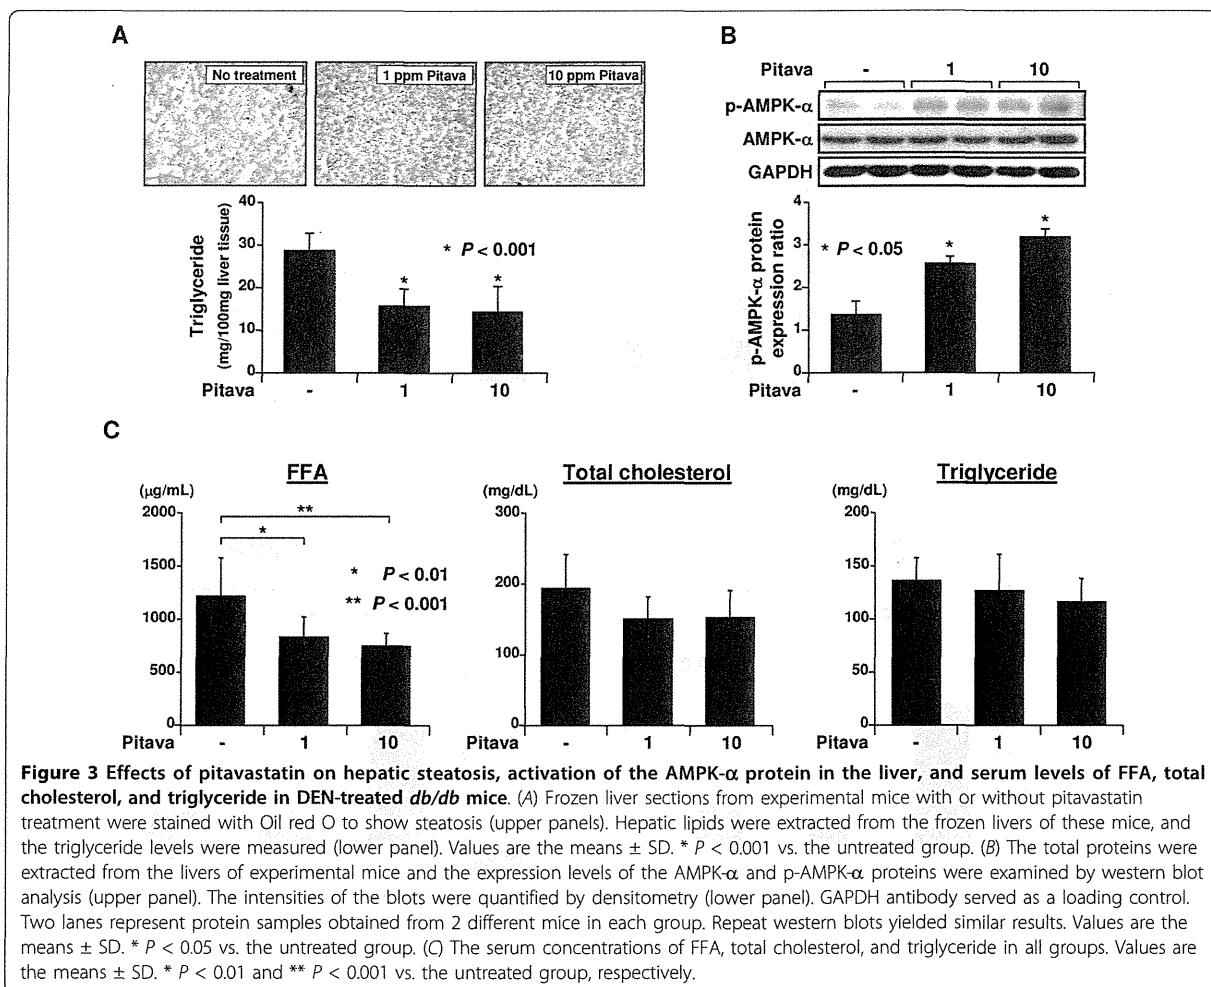 A
No treatment
1 ppm Pitava
10 ppm Pitava
Triglyceride
(mg/100mg liver tissue)
40
30
20
10
0
* P < 0.001
*
*
Pitava - 1 10
B
Pitava - 1 10
p-AMPK-α
AMPK-α
GAPDH
p-AMPK-α protein
expression ratio
4
3
2
1
0
* P < 0.05
*
*
Pitava - 1 10
C
FFA
(μg/mL)
2000
1500
1000
500
0
**
*
* P < 0.01
** P < 0.001
Pitava - 1 10
Total cholesterol
(mg/dL)
300
200
100
0
Pitava - 1 10
Triglyceride
(mg/dL)
200
150
100
50
0
Pitava - 1 10
Figure 3 Effects of pitavastatin on hepatic steatosis, activation of the AMPK-α protein in the liver, and serum levels of FFA, total
cholesterol, and triglyceride in DEN-treated db/db mice. (A) Frozen liver sections from experimental mice with or without pitavastatin
treatment were stained with Oil red O to show steatosis (upper panels). Hepatic lipids were extracted from the frozen livers of these mice, and
the triglyceride levels were measured (lower panel). Values are the means ± SD. * P < 0.001 vs. the untreated group. (B) The total proteins were
extracted from the livers of experimental mice and the expression levels of the AMPK-α and p-AMPK-α proteins were examined by western blot
analysis (upper panel). The intensities of the blots were quantified by densitometry (lower panel). GAPDH antibody served as a loading control.
Two lanes represent protein samples obtained from 2 different mice in each group. Repeat western blots yielded similar results. Values are the
means ± SD. * P < 0.05 vs. the untreated group. (C) The serum concentrations of FFA, total cholesterol, and triglyceride in all groups. Values are
the means ± SD. * P < 0.01 and ** P < 0.001 vs. the untreated group, respectively.